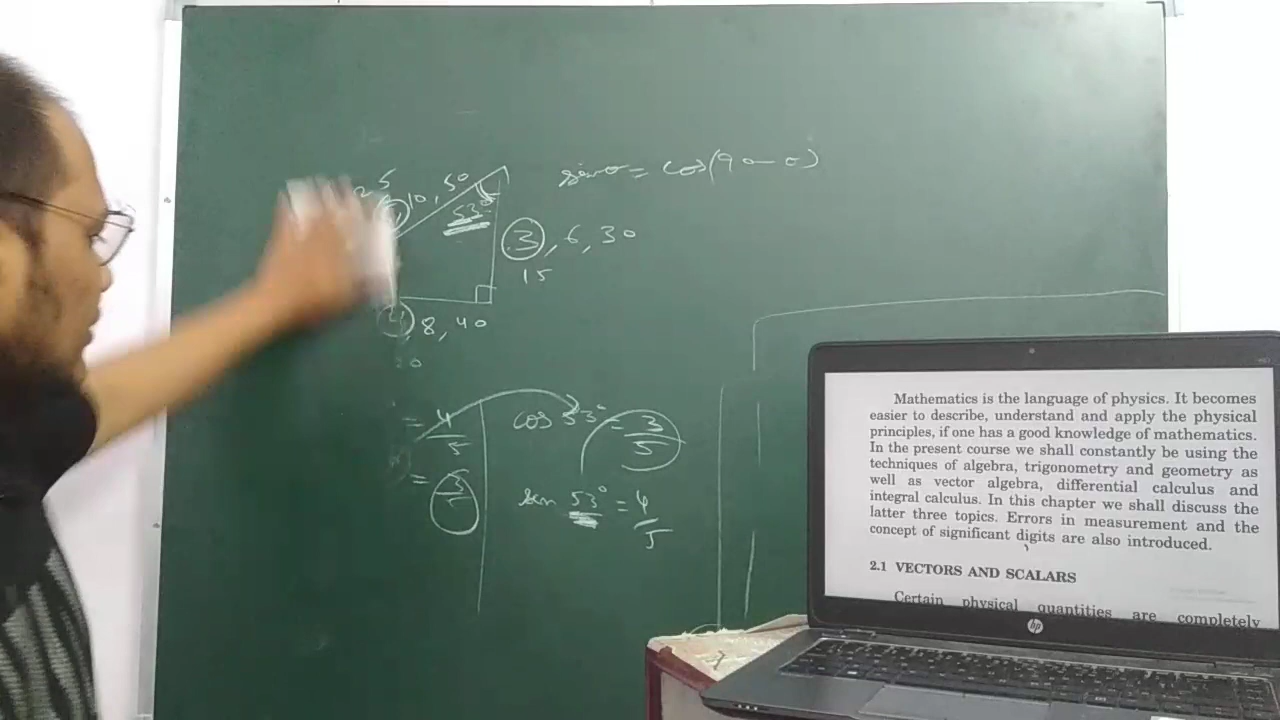 sinθ = cos(90-θ)
25
10, 50
53°
3, 6, 30
15
8, 40
= 4/5
cos 53° = 3/5
= 3/5
sin 53° = 4/5
Mathematics is the language of physics. It becomes
easier to describe, understand and apply the physical
principles, if one has a good knowledge of mathematics.
In the present course we shall constantly be using the
techniques of algebra, trigonometry and geometry as
well as vector algebra, differential calculus and
integral calculus. In this chapter we shall discuss the
latter three topics. Errors in measurement and the
concept of significant digits are also introduced.
2.1 VECTORS AND SCALARS
Certain physical quantities are completely
hp